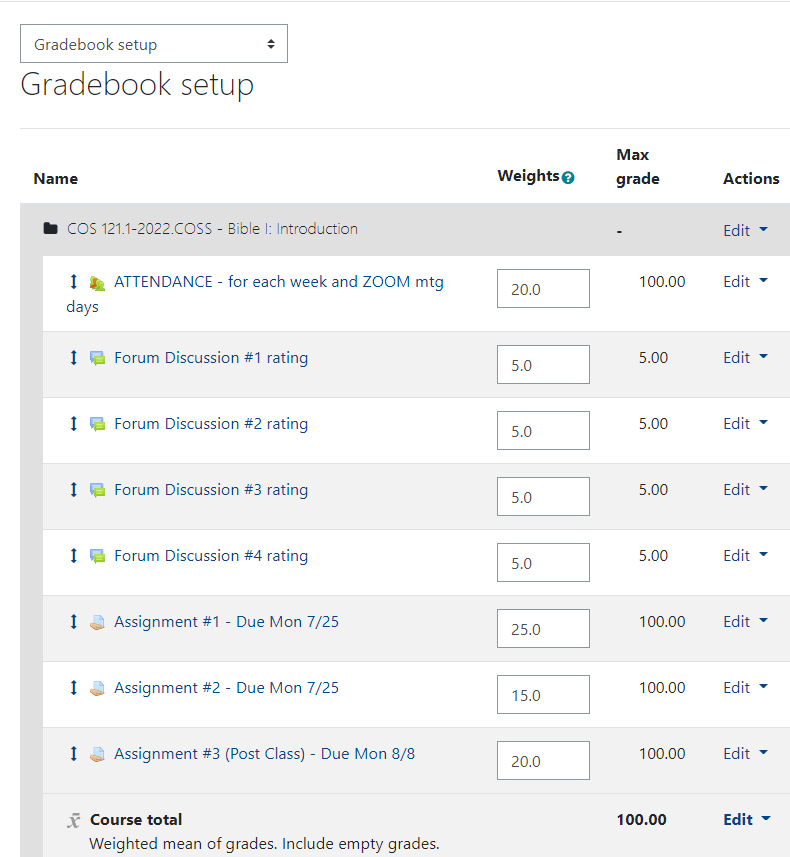 Gradebook setup
Gradebook setup
Name Weights Max grade Actions
COS 121.1-2022.COSS - Bible I: Introduction - Edit
ATTENDANCE - for each week and ZOOM mtg days 20.0 100.00 Edit
Forum Discussion #1 rating 5.0 5.00 Edit
Forum Discussion #2 rating 5.0 5.00 Edit
Forum Discussion #3 rating 5.0 5.00 Edit
Forum Discussion #4 rating 5.0 5.00 Edit
Assignment #1 - Due Mon 7/25 25.0 100.00 Edit
Assignment #2 - Due Mon 7/25 15.0 100.00 Edit
Assignment #3 (Post Class) - Due Mon 8/8 20.0 100.00 Edit
Course total 100.00 Edit
Weighted mean of grades. Include empty grades.